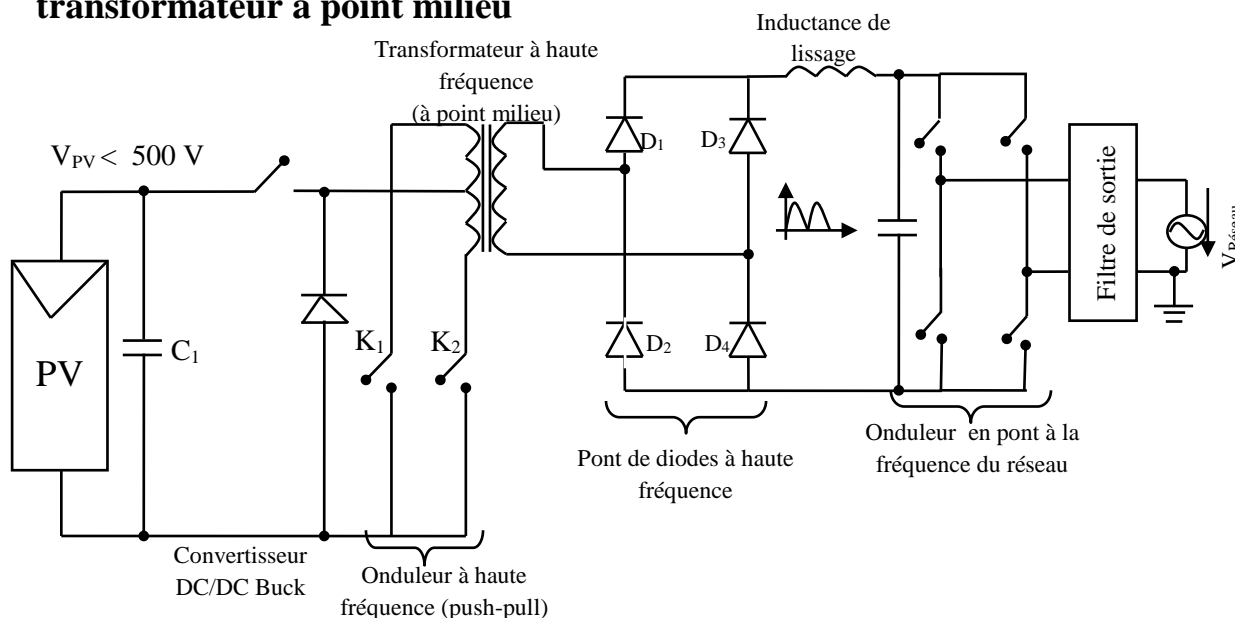 transformateur à point milieu
Inductance de
lissage
Transformateur à haute
fréquence
(à point milieu)
V_PV < 500 V
D₁
D₃
PV
C₁
K₁
K₂
D₂
D₄
Filtre de sortie
V_Réseau
Convertisseur
DC/DC Buck
Onduleur à haute
fréquence (push-pull)
Pont de diodes à haute
fréquence
Onduleur en pont à la
fréquence du réseau